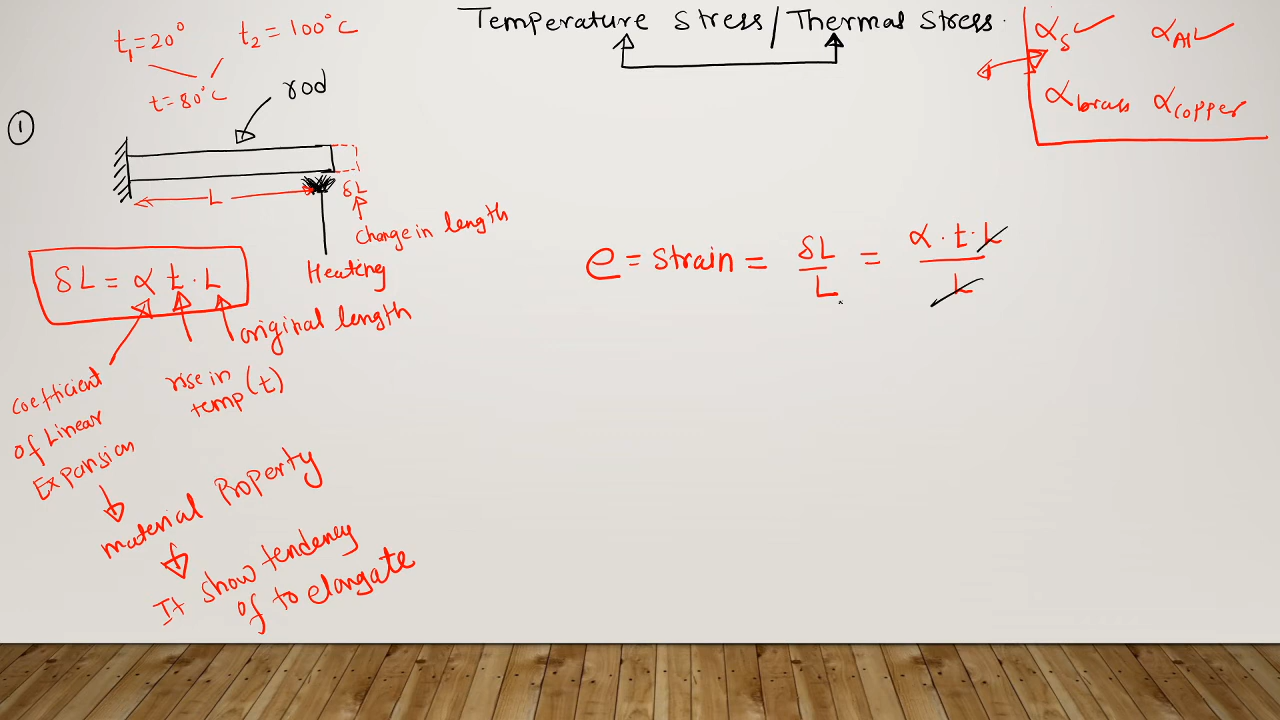 Temperature Stress / Thermal Stress
t₁=20° t₂ = 100°C
t=80°C
αₛ αAl
αbrass αcopper
①
rod
L δL
Change in length
Heating
δL = α t · L
original length
rise in
temp (t)
Coefficient
of Linear
Expansion
material Property
It show tendency
of to elongate
e = Strain = δL/L = α · t · L/L